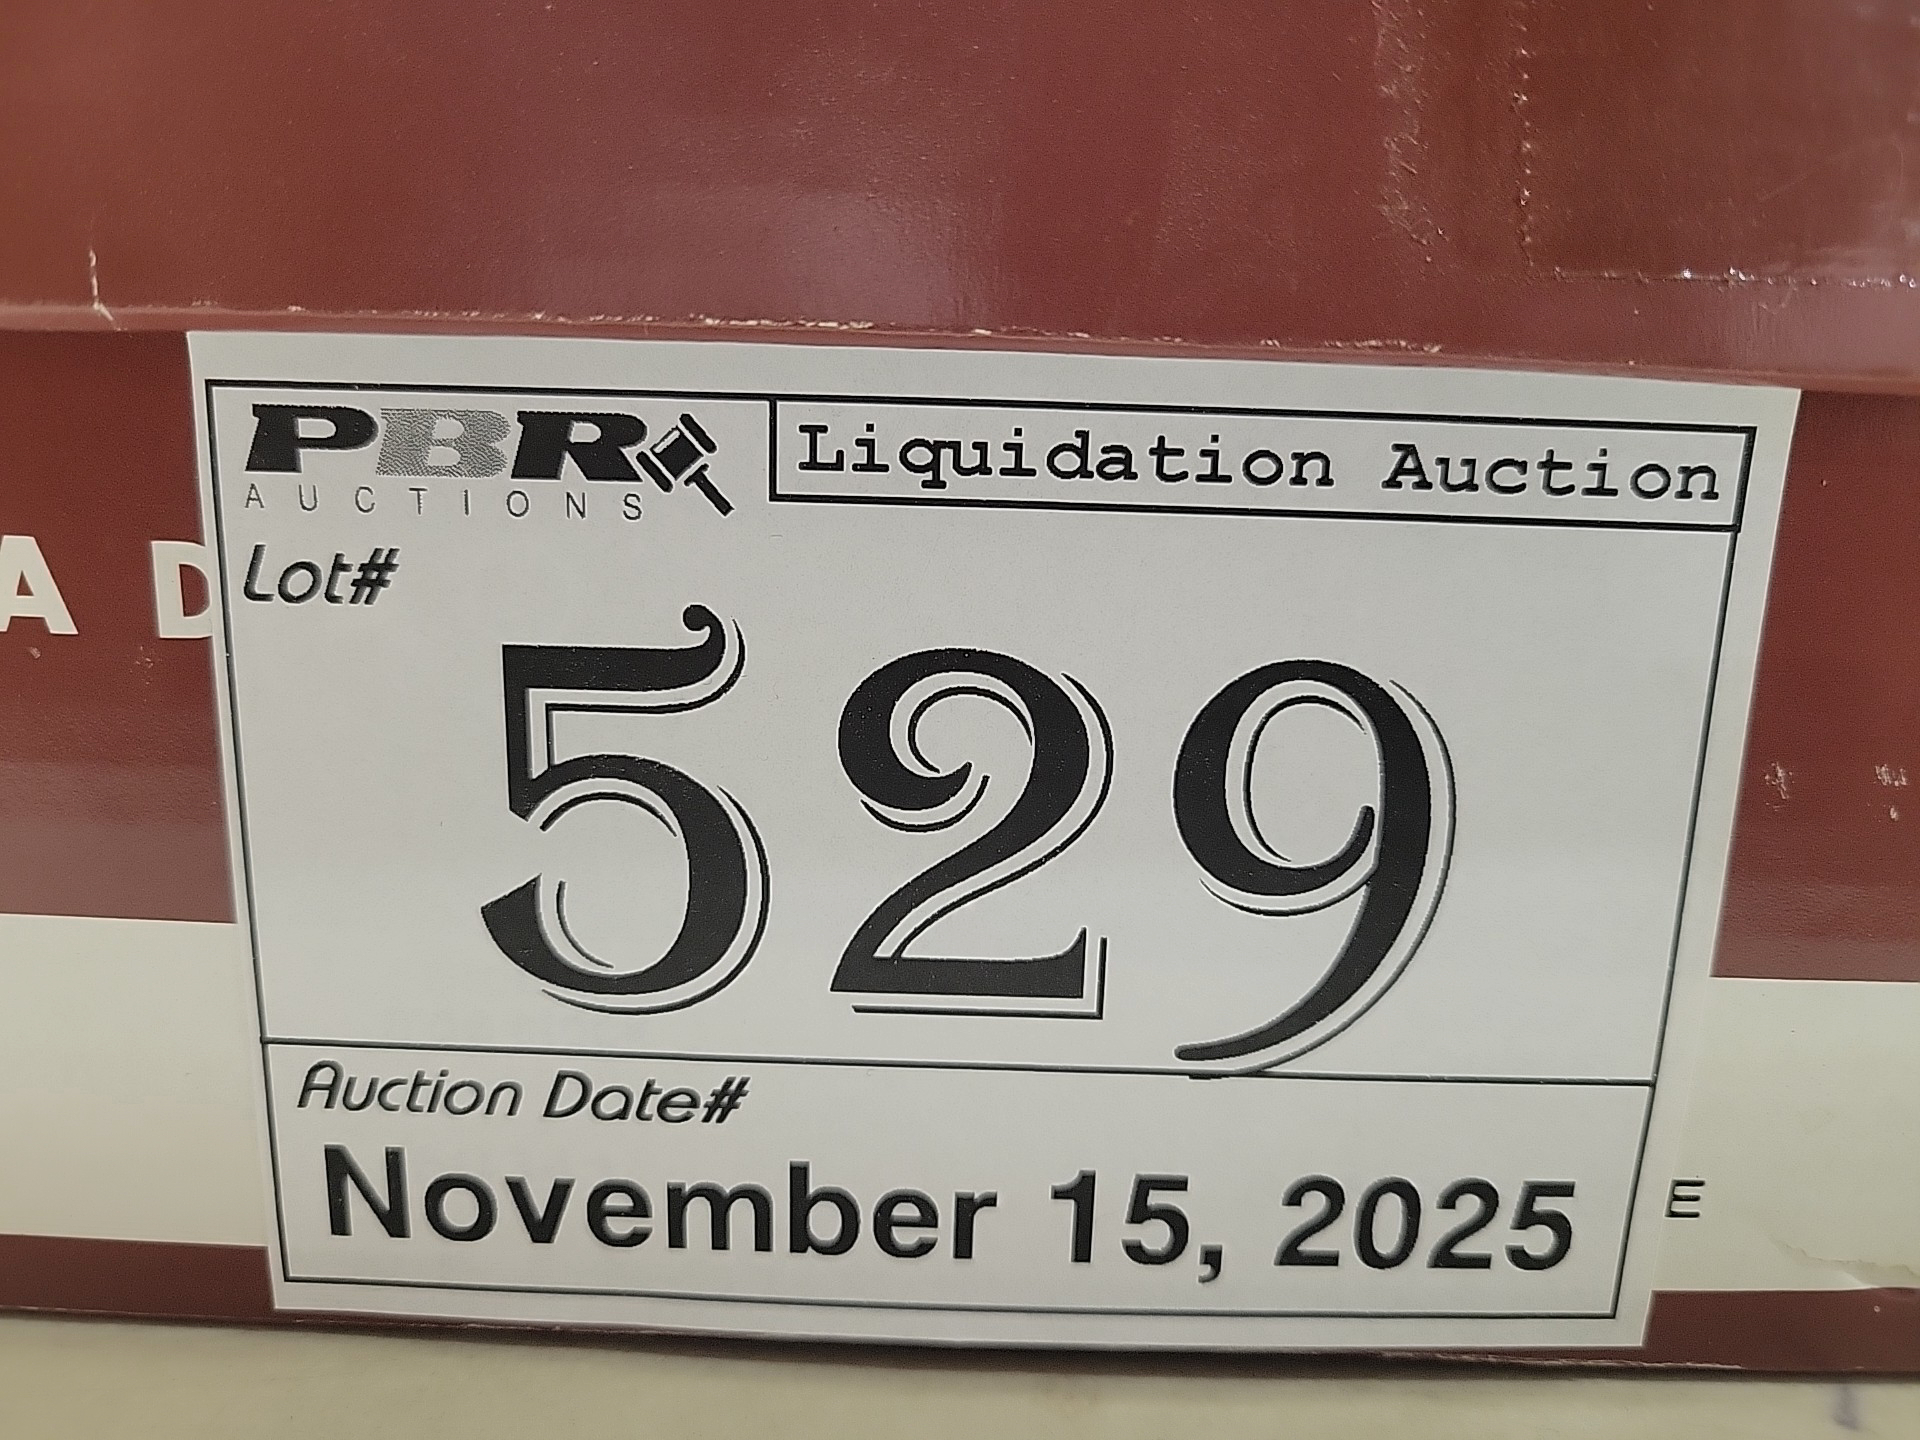 PBR
AUCTIONS
Liquidation Auction
Lot#
A D
529
Auction Date#
November 15, 2025